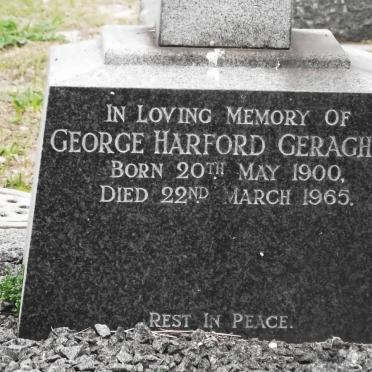 IN LOVING MEMORY OF
GEORGE HARFORD GERAGH
BORN 20TH MAY 1900,
DIED 22ND MARCH 1965.
REST IN PEACE.